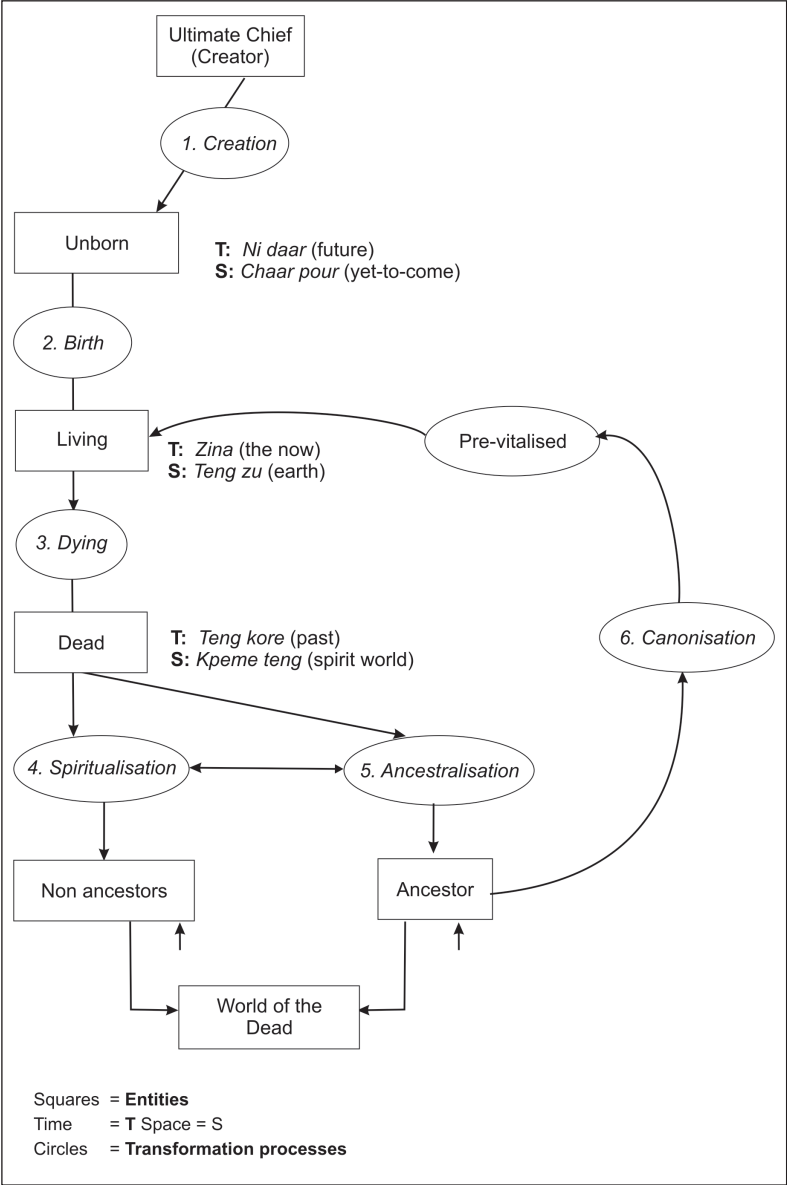 Ultimate Chief
(Creator)
1. Creation
Unborn
T: Ni daar (future)
S: Chaar pour (yet-to-come)
2. Birth
Living
T: Zina (the now)
S: Teng zu (earth)
Pre-vitalised
3. Dying
Dead
T: Teng kore (past)
S: Kpeme teng (spirit world)
6. Canonisation
4. Spiritualisation
5. Ancestralisation
Non ancestors
Ancestor
World of the
Dead
Squares = Entities
Time = T Space = S
Circles = Transformation processes